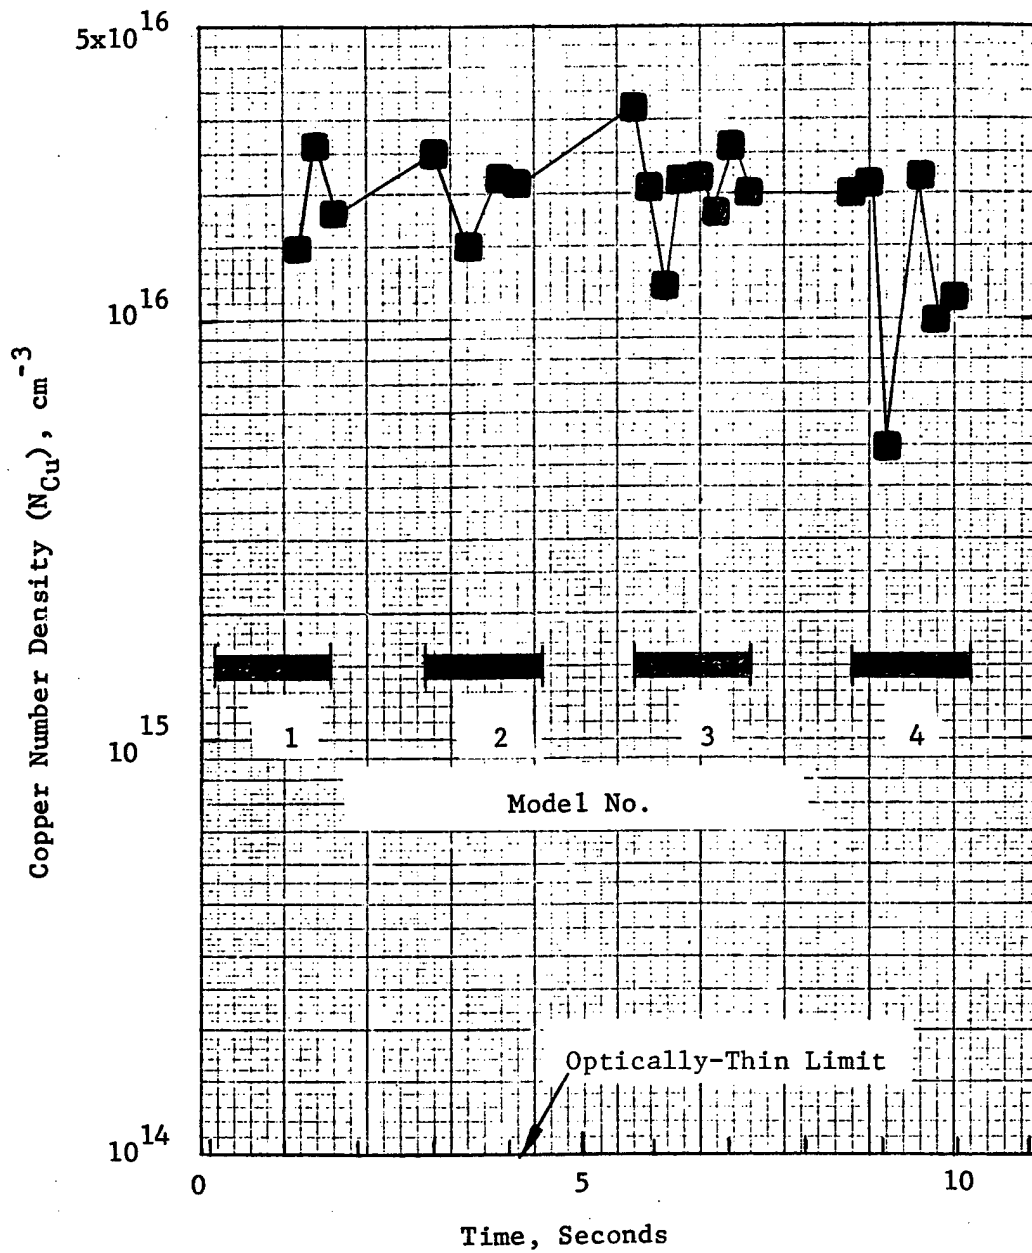 5x10^16
10^16
Copper Number Density (N_Cu), cm^-3
1
2
3
4
10^15
Model No.
Optically-Thin Limit
10^14
0
5
10
Time, Seconds